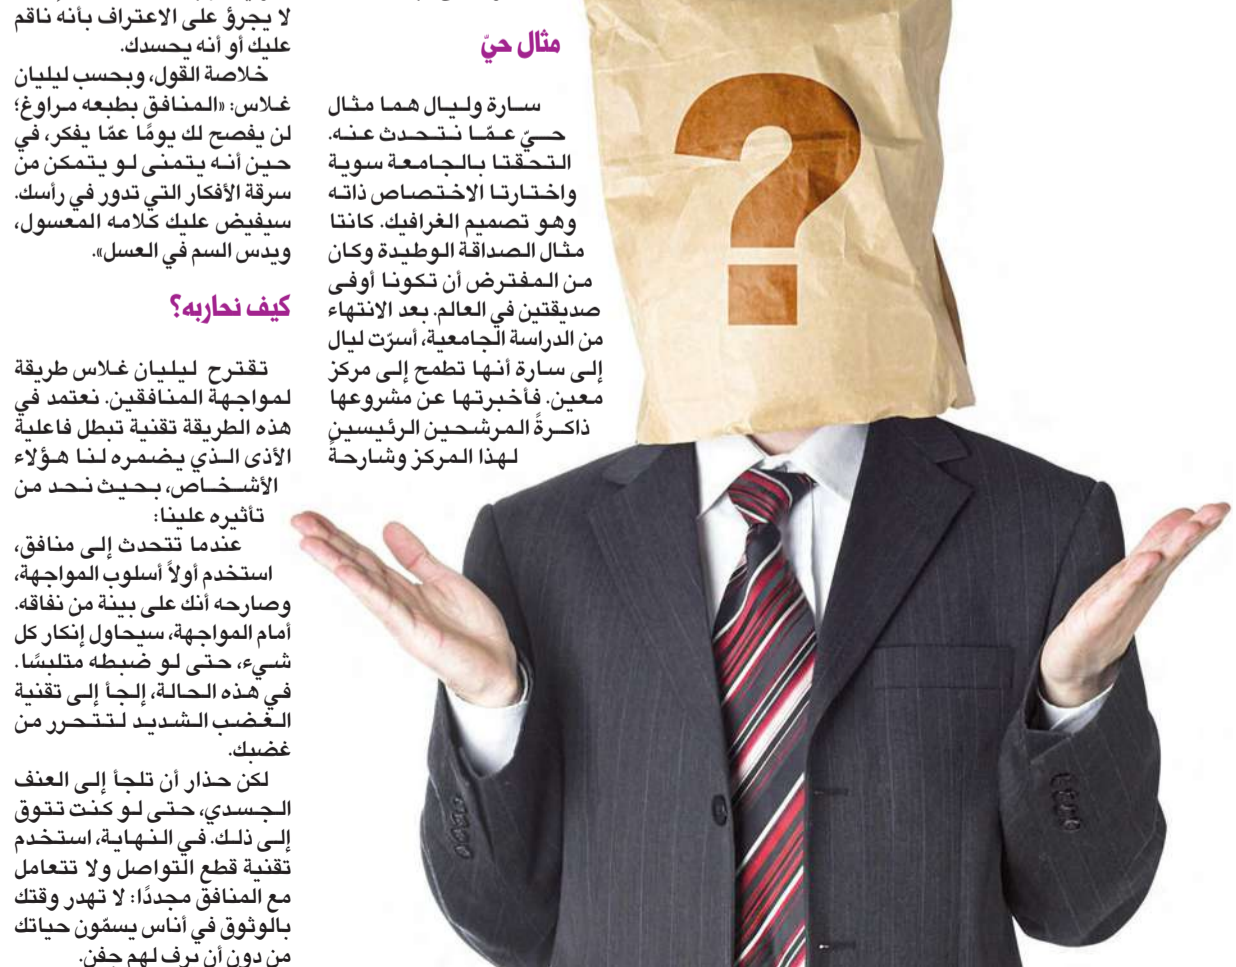 مثال حيّ
سارة وليال هما مثال
حيّ عمّا نتحدث عنه.
التحقتا بالجامعة سوية
واختارتا الاختصاص ذاته
وهو تصميم الغرافيك. كانتا
مثال الصداقة الوطيدة وكان
من المفترض أن تكونا أوفى
صديقتين في العالم. بعد الانتهاء
من الدراسة الجامعية، أسرّت ليال
إلى سارة أنها تطمح إلى مركز
معين. فأخبرتها عن مشروعها
ذاكرةً المرشحين الرئيسين
لهذا المركز وشارحةً
لا يجرؤ على الاعتراف بأنه ناقم
عليك أو أنه يحسدك.
خلاصة القول، وبحسب ليليان
غلاس: «المنافق بطبعه مراوغ؛
لن يفصح لك يومًا عمّا يفكر، في
حين أنه يتمنى لو يتمكن من
سرقة الأفكار التي تدور في رأسك.
سيفيض عليك كلامه المعسول،
ويدس السم في العسل».
كيف نحاربه؟
تقترح ليليان غلاس طريقة
لمواجهة المنافقين. نعتمد في
هذه الطريقة تقنية تبطل فاعلية
الأذى الذي يضمره لنا هؤلاء
الأشخاص، بحيث نحد من
تأثيره علينا:
عندما تتحدث إلى منافق،
استخدم أولاً أسلوب المواجهة،
وصارحه أنك على بينة من نفاقه.
أمام المواجهة، سيحاول إنكار كل
شيء، حتى لو ضبطه متلبسًا.
في هذه الحالة، إلجأ إلى تقنية
الغضب الشديد لتتحرر من
غضبك.
لكن حذار أن تلجأ إلى العنف
الجسدي، حتى لو كنت تتوق
إلى ذلك. في النهاية، استخدم
تقنية قطع التواصل ولا تتعامل
مع المنافق مجددًا: لا تهدر وقتك
بالوثوق في أناس يسمّون حياتك
من دون أن يرف لهم جفن.
?